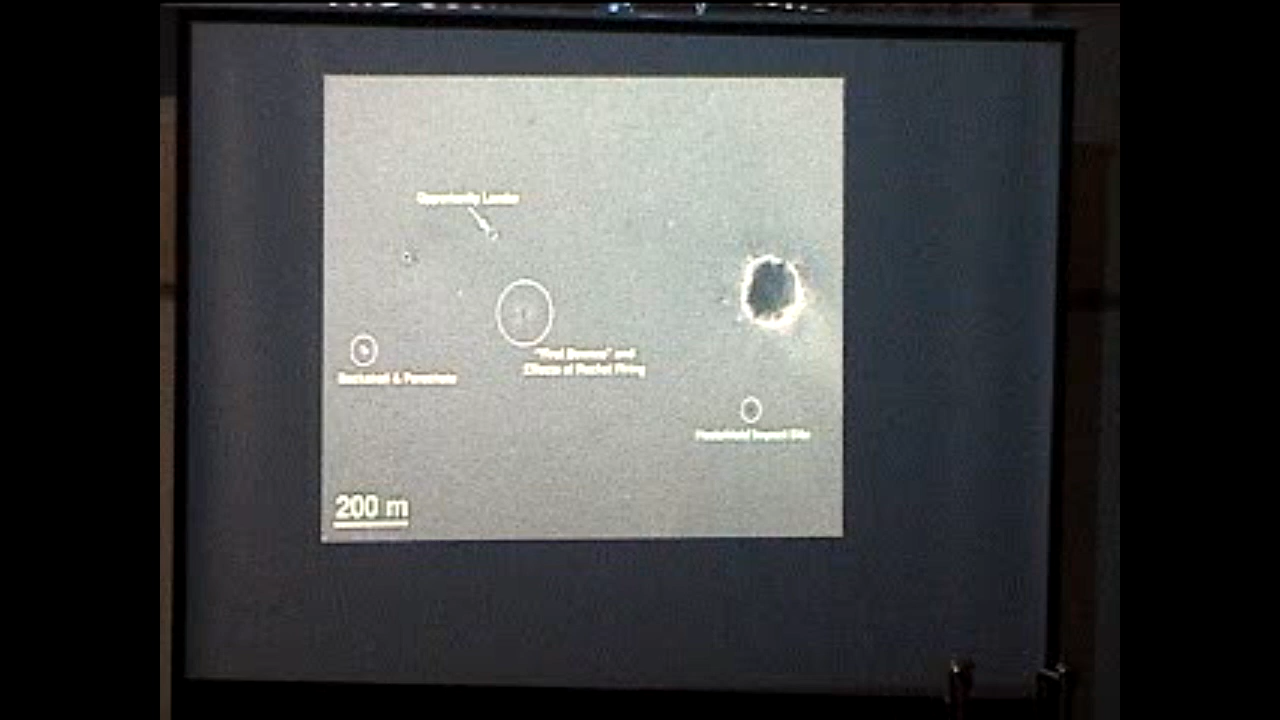 Opportunity Lander
"First Bounce" and
Effects of Rocket Firing
Backshell & Parachute
Heatshield Impact Site
200 m